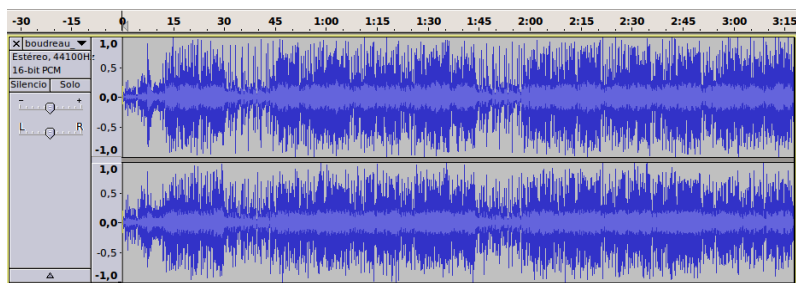 -30 -15 0 15 30 45 1:00 1:15 1:30 1:45 2:00 2:15 2:30 2:45 3:00 3:15
× boudreau_
Estéreo, 44100Hz
16-bit PCM
Silencio Solo
- +
L R
1,0
0,5-
0,0-
-0,5-
-1,0
1,0
0,5-
0,0-
-0,5-
-1,0